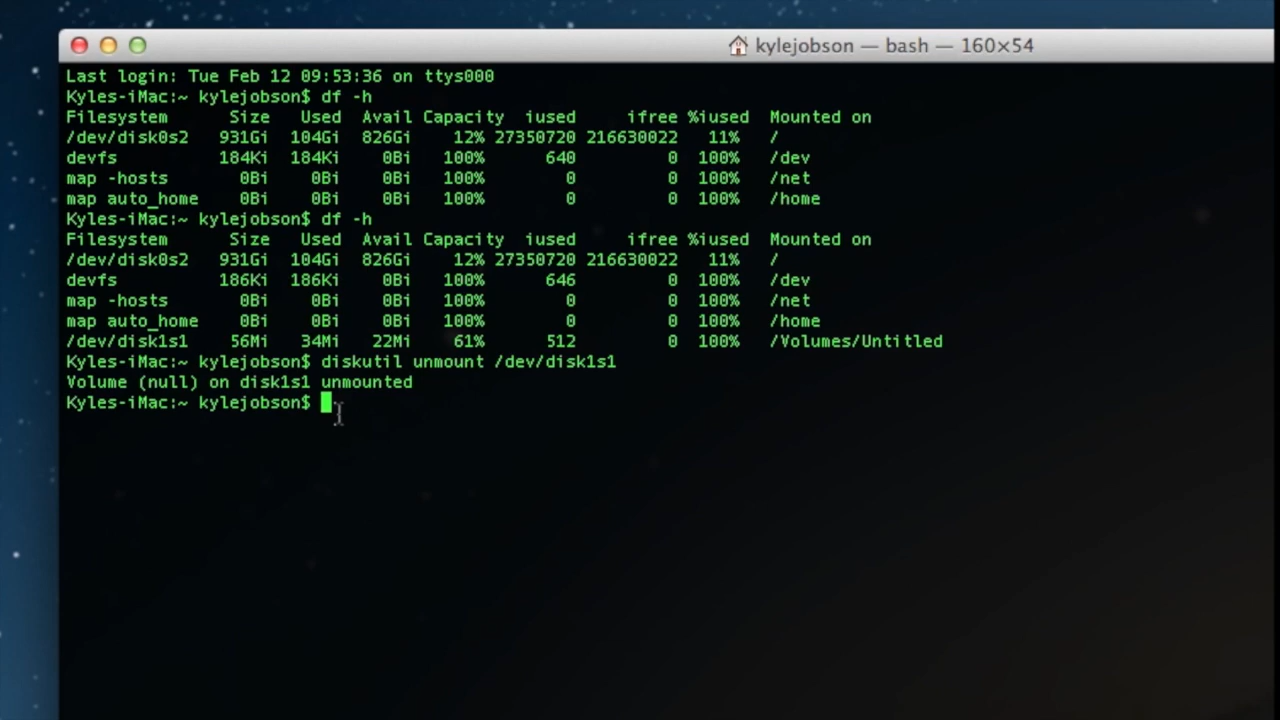 kylejobson — bash — 160×54
Last login: Tue Feb 12 09:53:36 on ttys000
Kyles-iMac:~ kylejobson$ df -h
Filesystem      Size   Used  Avail Capacity  iused     ifree %iused  Mounted on
/dev/disk0s2   931Gi  104Gi  826Gi    12% 27350720 216630022   11%   /
devfs          184Ki  184Ki    0Bi   100%      640         0  100%   /dev
map -hosts       0Bi    0Bi    0Bi   100%        0         0  100%   /net
map auto_home    0Bi    0Bi    0Bi   100%        0         0  100%   /home
Kyles-iMac:~ kylejobson$ df -h
Filesystem      Size   Used  Avail Capacity  iused     ifree %iused  Mounted on
/dev/disk0s2   931Gi  104Gi  826Gi    12% 27350720 216630022   11%   /
devfs          186Ki  186Ki    0Bi   100%      646         0  100%   /dev
map -hosts       0Bi    0Bi    0Bi   100%        0         0  100%   /net
map auto_home    0Bi    0Bi    0Bi   100%        0         0  100%   /home
/dev/disk1s1    56Mi   34Mi   22Mi    61%      512         0  100%   /Volumes/Untitled
Kyles-iMac:~ kylejobson$ diskutil unmount /dev/disk1s1
Volume (null) on disk1s1 unmounted
Kyles-iMac:~ kylejobson$